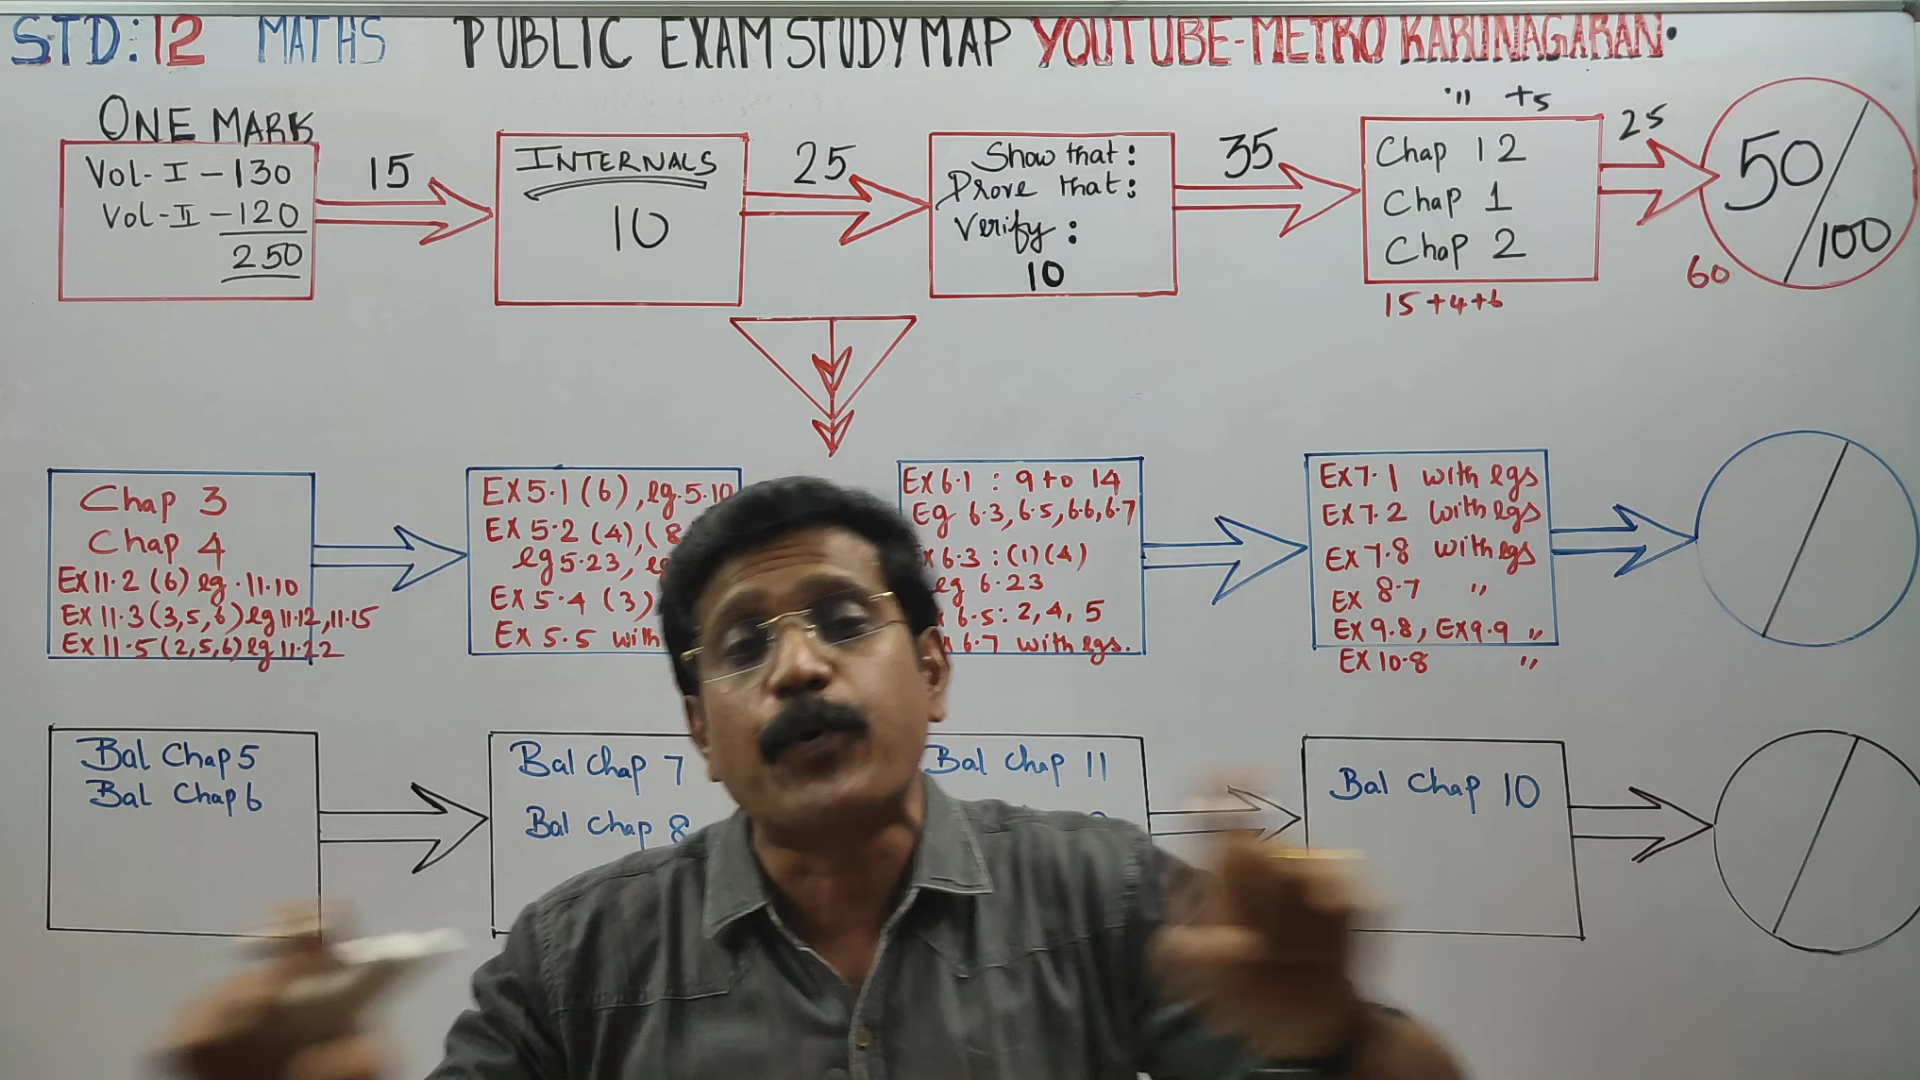 STD: 12 MATHS PUBLIC EXAM STUDY MAP YOUTUBE-METRO KARUNAGARAN.
ONE MARK
Vol-I - 130
Vol-II - 120
250
15
INTERNALS
10
25
Show that:
Prove that:
Verify:
10
35
" +5
Chap 12
Chap 1
Chap 2
15+4+6
25
50/100
60
Chap 3
Chap 4
Ex 11.2 (6) eg. 11.10
Ex 11.3 (3,5,6) eg 11.12, 11.15
Ex 11.5 (2,5,6) eg 11.22
EX 5.1 (6), eg. 5.10
EX 5.2 (4), (8
eg 5.23,
EX 5.4 (3)
EX 5.5 with
EX 6.1 : 9 to 14
Eg 6.3, 6.5, 6.6, 6.7
x 6.3 : (1) (4)
eg 6.23
6.5: 2, 4, 5
6.7 with egs.
EX 7.1 with egs
EX 7.2 with egs
EX 7.8 with egs
EX 8.7 "
EX 9.8, EX 9.9 "
EX 10.8 "
Bal Chap 5
Bal Chap 6
Bal Chap 7
Bal Chap 8
Bal Chap 11
Bal Chap 10